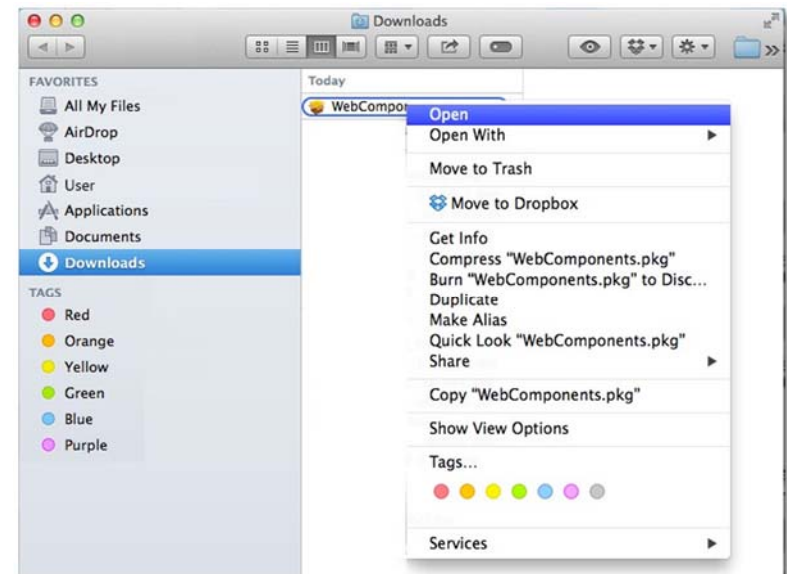 Downloads
FAVORITES
All My Files
AirDrop
Desktop
User
Applications
Documents
Downloads
TAGS
Red
Orange
Yellow
Green
Blue
Purple
Today
WebCompo
Open
Open With
Move to Trash
Move to Dropbox
Get Info
Compress "WebComponents.pkg"
Burn "WebComponents.pkg" to Disc...
Duplicate
Make Alias
Quick Look "WebComponents.pkg"
Share
Copy "WebComponents.pkg"
Show View Options
Tags...
Services